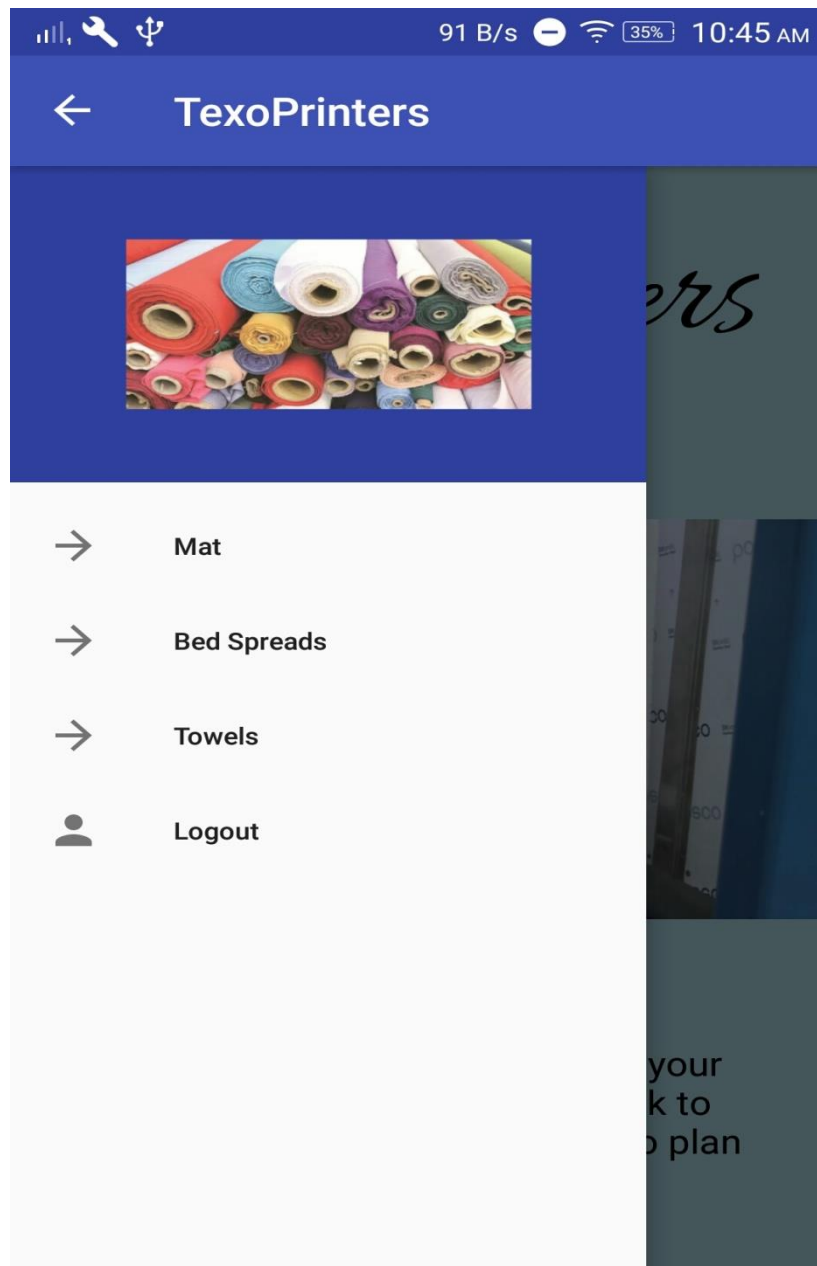 91 B/s 35% 10:45 AM
TexoPrinters
ers
Mat
Bed Spreads
Towels
Logout
your
k to
o plan